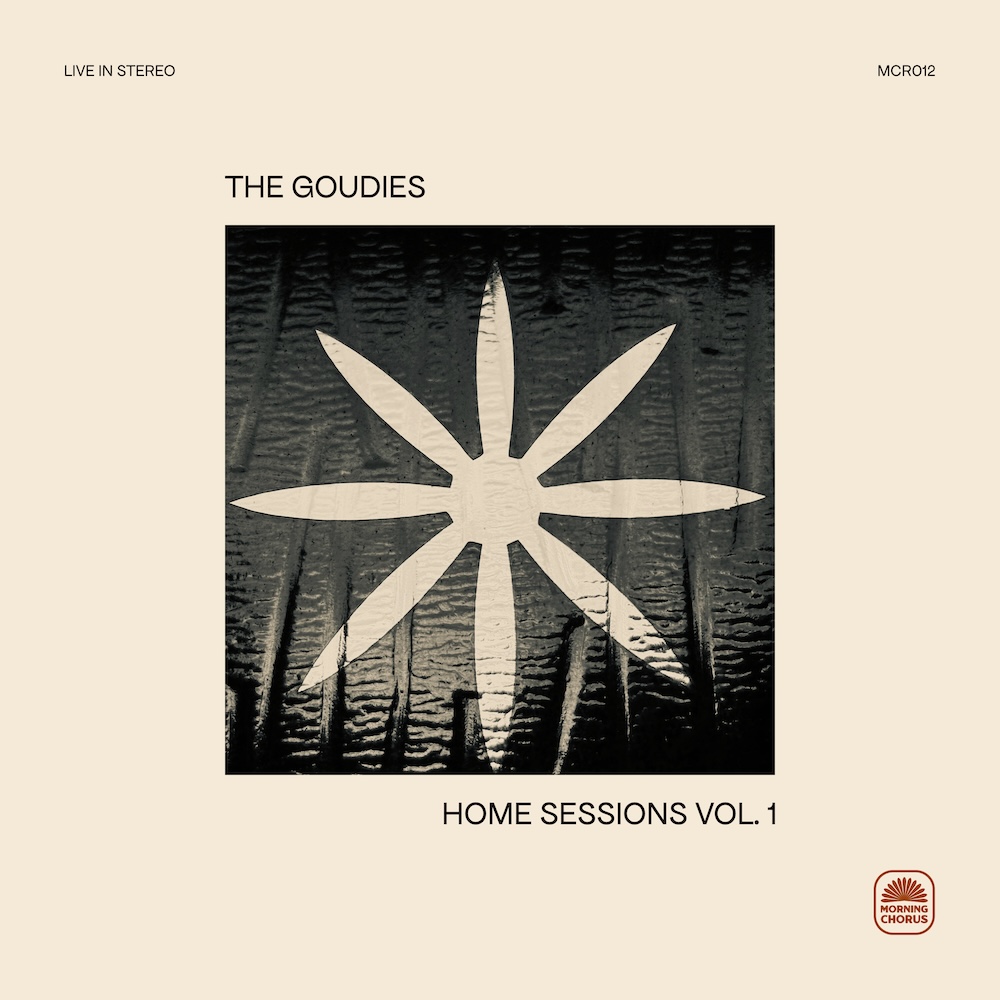 LIVE IN STEREO
MCR012
THE GOUDIES
HOME SESSIONS VOL. 1
MORNING
CHORUS